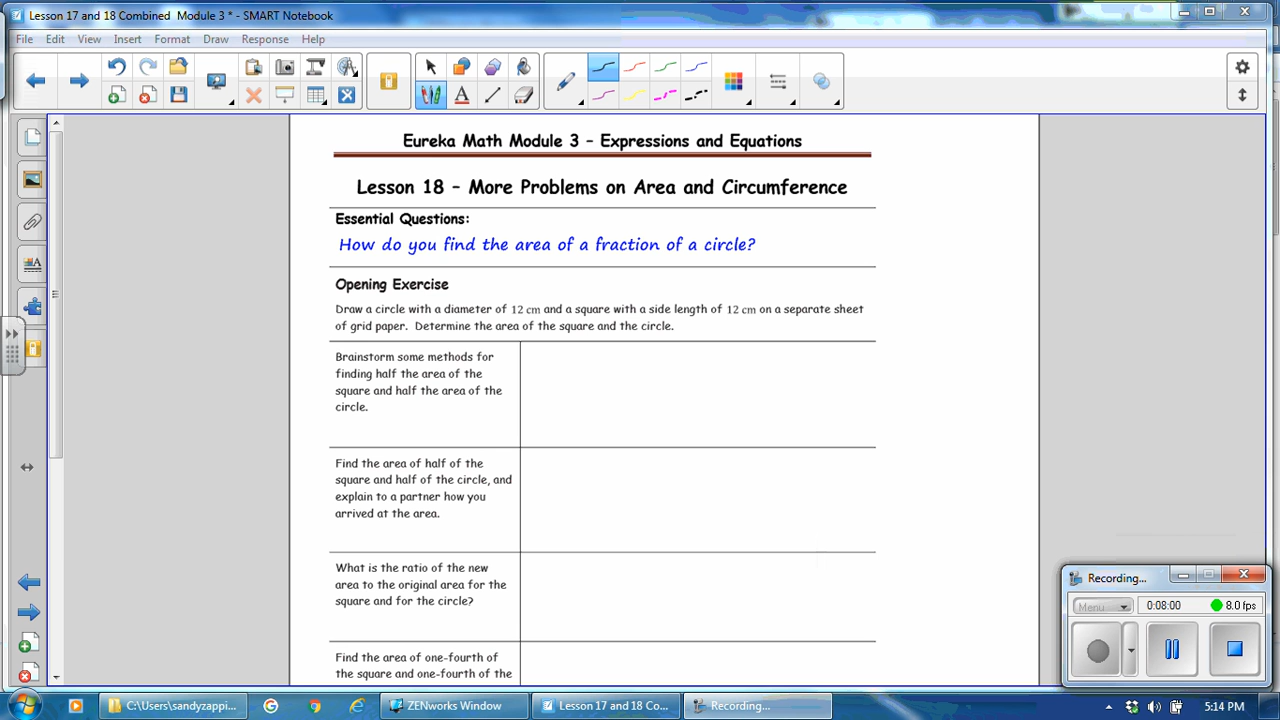 Lesson 17 and 18 Combined Module 3 * - SMART Notebook
File Edit View Insert Format Draw Response Help
Eureka Math Module 3 – Expressions and Equations
Lesson 18 – More Problems on Area and Circumference
Essential Questions:
How do you find the area of a fraction of a circle?
Opening Exercise
Draw a circle with a diameter of 12 cm and a square with a side length of 12 cm on a separate sheet
of grid paper. Determine the area of the square and the circle.
Brainstorm some methods for
finding half the area of the
square and half the area of the
circle.
Find the area of half of the
square and half of the circle, and
explain to a partner how you
arrived at the area.
What is the ratio of the new
area to the original area for the
square and for the circle?
Find the area of one-fourth of
the square and one-fourth of the
Recording...
Menu
0:08:00
8.0 fps
C:\Users\sandyzappi...
ZENworks Window
Lesson 17 and 18 Co...
Recording...
5:14 PM